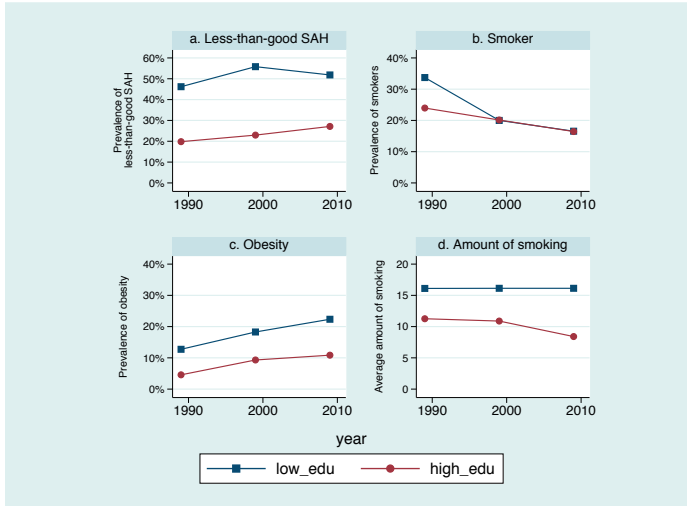 a. Less-than-good SAH
Prevalence of
less-than-good SAH
60%
50%
40%
30%
20%
10%
0%
1990 2000 2010
b. Smoker
Prevalence of smokers
40%
30%
20%
10%
0%
1990 2000 2010
c. Obesity
Prevalence of obesity
40%
30%
20%
10%
0%
1990 2000 2010
d. Amount of smoking
Average amount of smoking
20
15
10
5
0
1990 2000 2010
year
low_edu high_edu